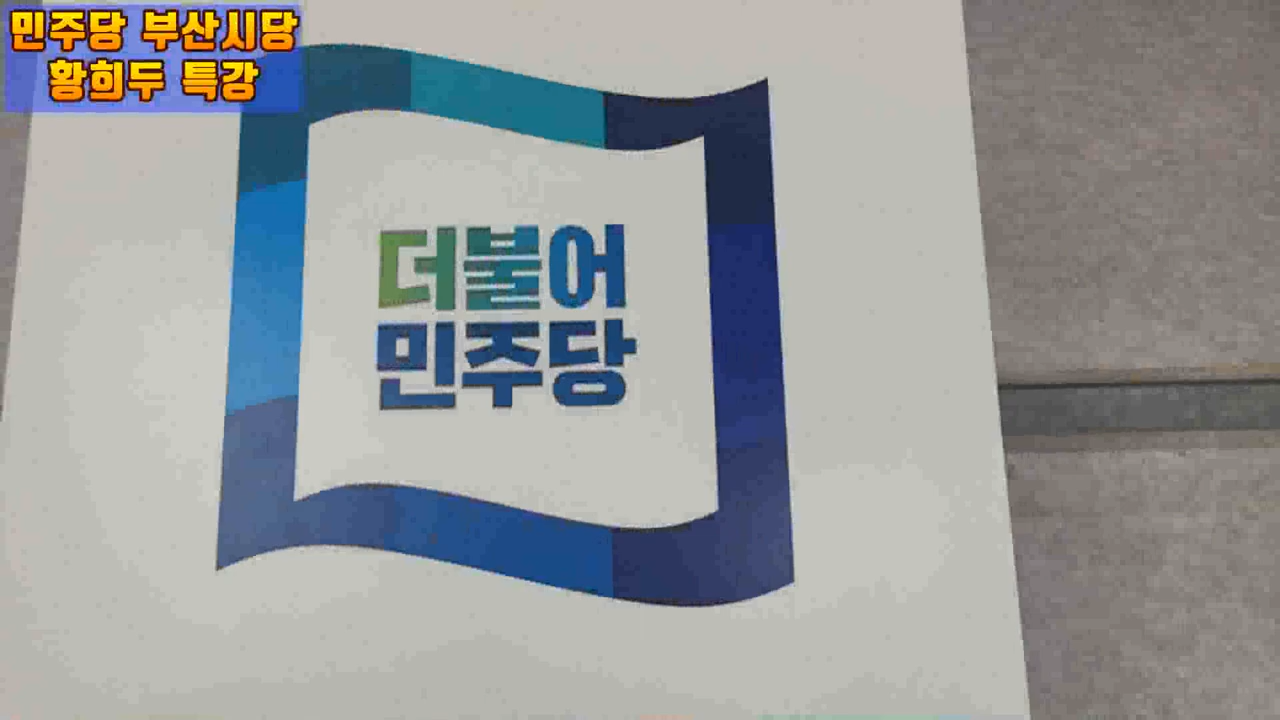 민주당 부산시당
황희두 특강
더불어
민주당